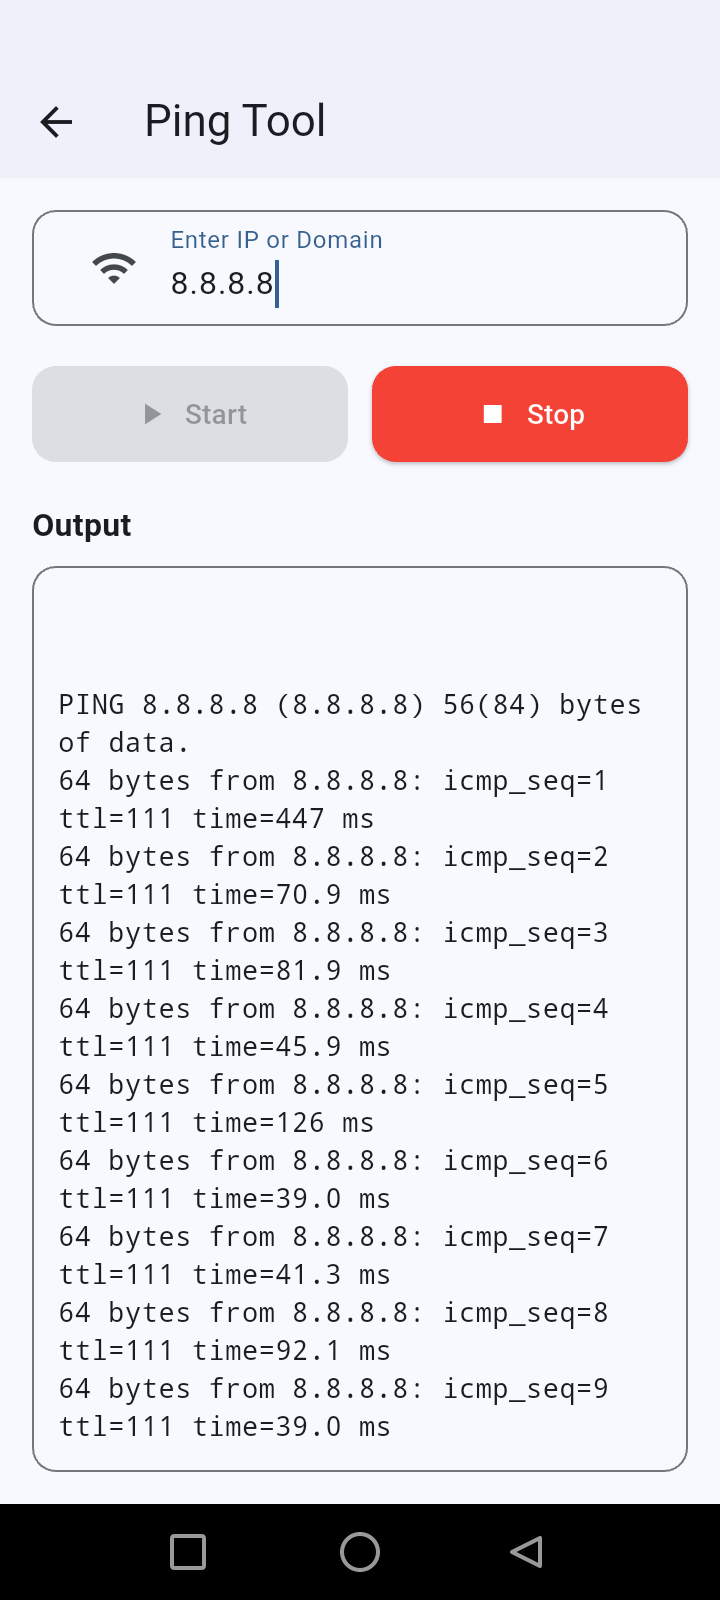 Ping Tool
Enter IP or Domain
8.8.8.8
Start
Stop
Output
PING 8.8.8.8 (8.8.8.8) 56(84) bytes
of data.
64 bytes from 8.8.8.8: icmp_seq=1
ttl=111 time=447 ms
64 bytes from 8.8.8.8: icmp_seq=2
ttl=111 time=70.9 ms
64 bytes from 8.8.8.8: icmp_seq=3
ttl=111 time=81.9 ms
64 bytes from 8.8.8.8: icmp_seq=4
ttl=111 time=45.9 ms
64 bytes from 8.8.8.8: icmp_seq=5
ttl=111 time=126 ms
64 bytes from 8.8.8.8: icmp_seq=6
ttl=111 time=39.0 ms
64 bytes from 8.8.8.8: icmp_seq=7
ttl=111 time=41.3 ms
64 bytes from 8.8.8.8: icmp_seq=8
ttl=111 time=92.1 ms
64 bytes from 8.8.8.8: icmp_seq=9
ttl=111 time=39.0 ms